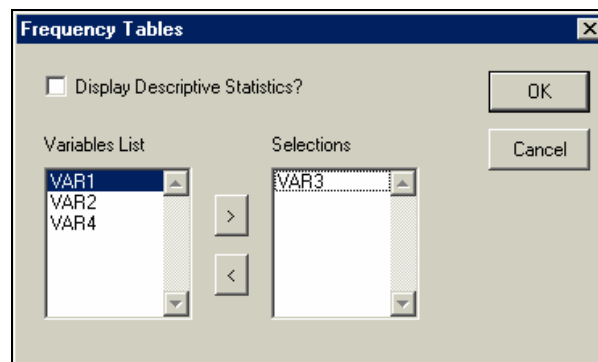 Frequency Tables
Display Descriptive Statistics?
OK
Variables List
Selections
Cancel
VAR1
VAR2
VAR4
VAR3
>
<